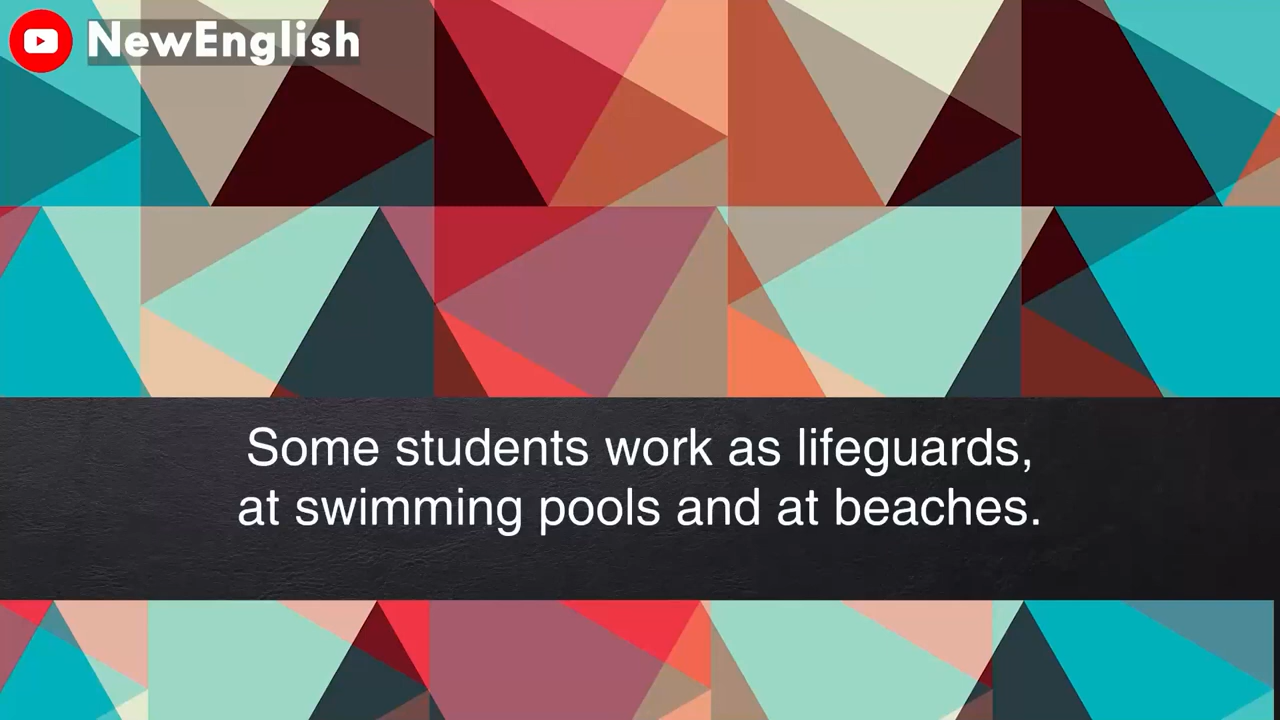 NewEnglish
Some students work as lifeguards,
at swimming pools and at beaches.